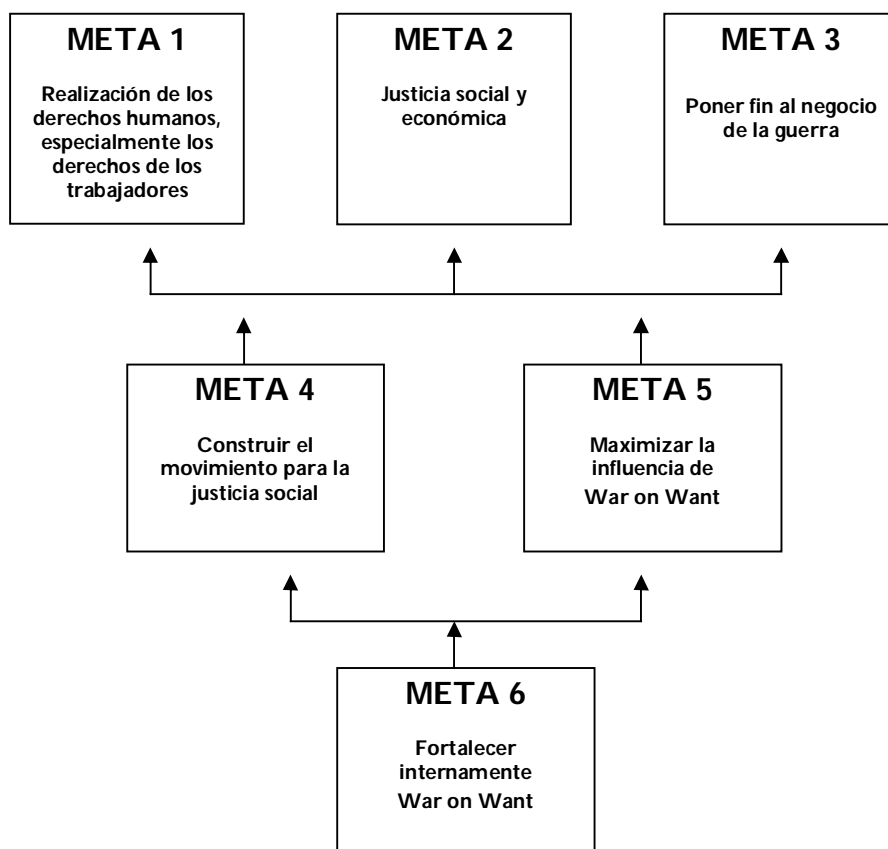 META 1
Realización de los
derechos humanos,
especialmente los
derechos de los
trabajadores
META 2
Justicia social y
económica
META 3
Poner fin al negocio
de la guerra
META 4
Construir el
movimiento para la
justicia social
META 5
Maximizar la
influencia de
War on Want
META 6
Fortalecer
internamente
War on Want